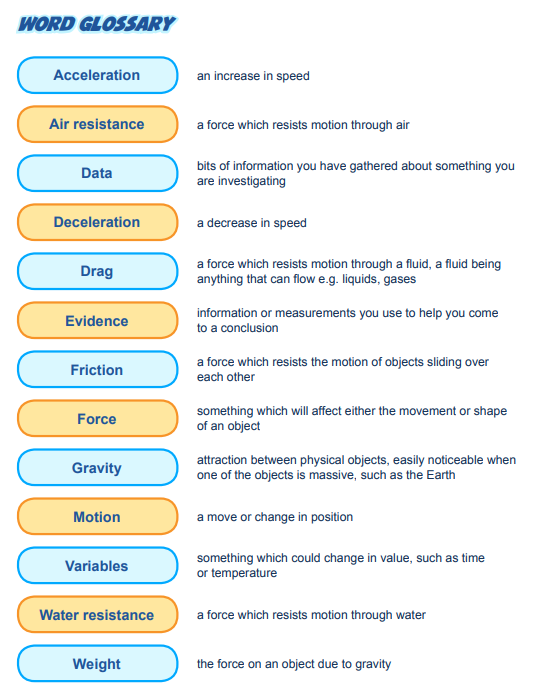 WORD GLOSSARY
Acceleration
an increase in speed
Air resistance
a force which resists motion through air
Data
bits of information you have gathered about something you
are investigating
Deceleration
a decrease in speed
Drag
a force which resists motion through a fluid, a fluid being
anything that can flow e.g. liquids, gases
Evidence
information or measurements you use to help you come
to a conclusion
Friction
a force which resists the motion of objects sliding over
each other
Force
something which will affect either the movement or shape
of an object
Gravity
attraction between physical objects, easily noticeable when
one of the objects is massive, such as the Earth
Motion
a move or change in position
Variables
something which could change in value, such as time
or temperature
Water resistance
a force which resists motion through water
Weight
the force on an object due to gravity